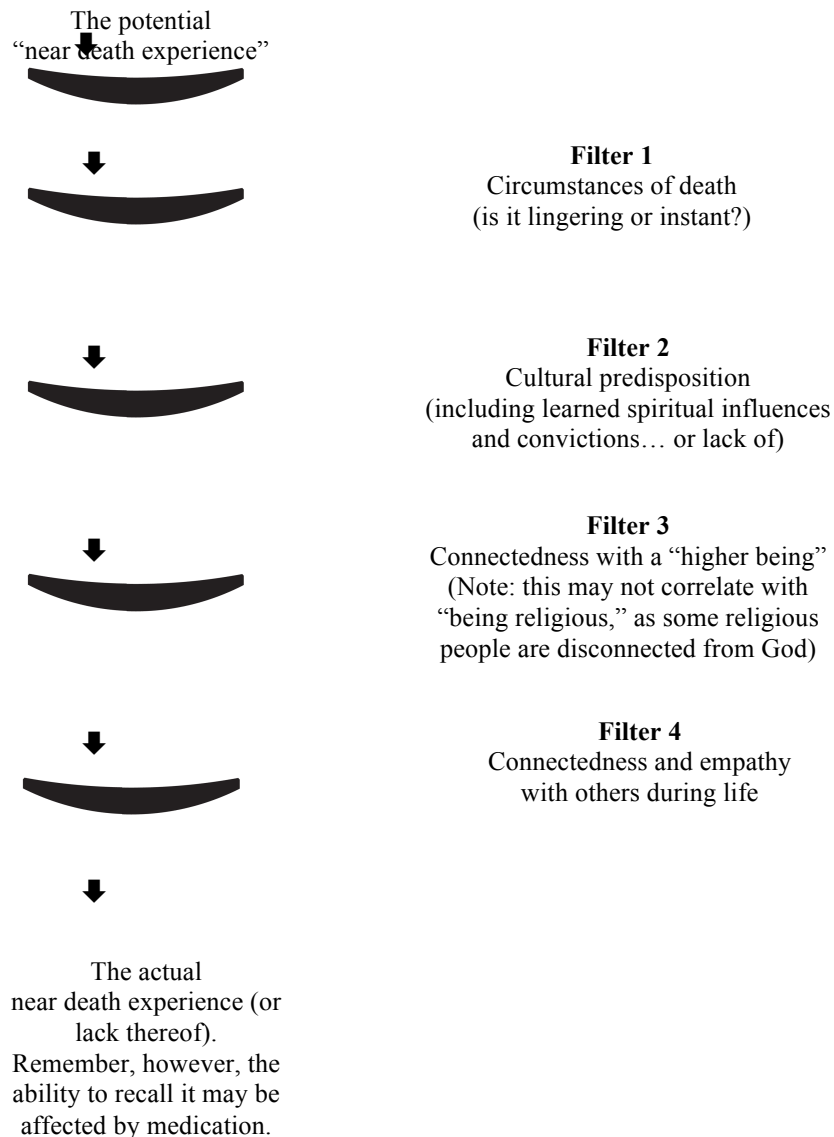 The potential
“near death experience”
Filter 1
Circumstances of death
(is it lingering or instant?)
Filter 2
Cultural predisposition
(including learned spiritual influences
and convictions… or lack of)
Filter 3
Connectedness with a “higher being”
(Note: this may not correlate with
“being religious,” as some religious
people are disconnected from God)
Filter 4
Connectedness and empathy
with others during life
The actual
near death experience (or
lack thereof).
Remember, however, the
ability to recall it may be
affected by medication.